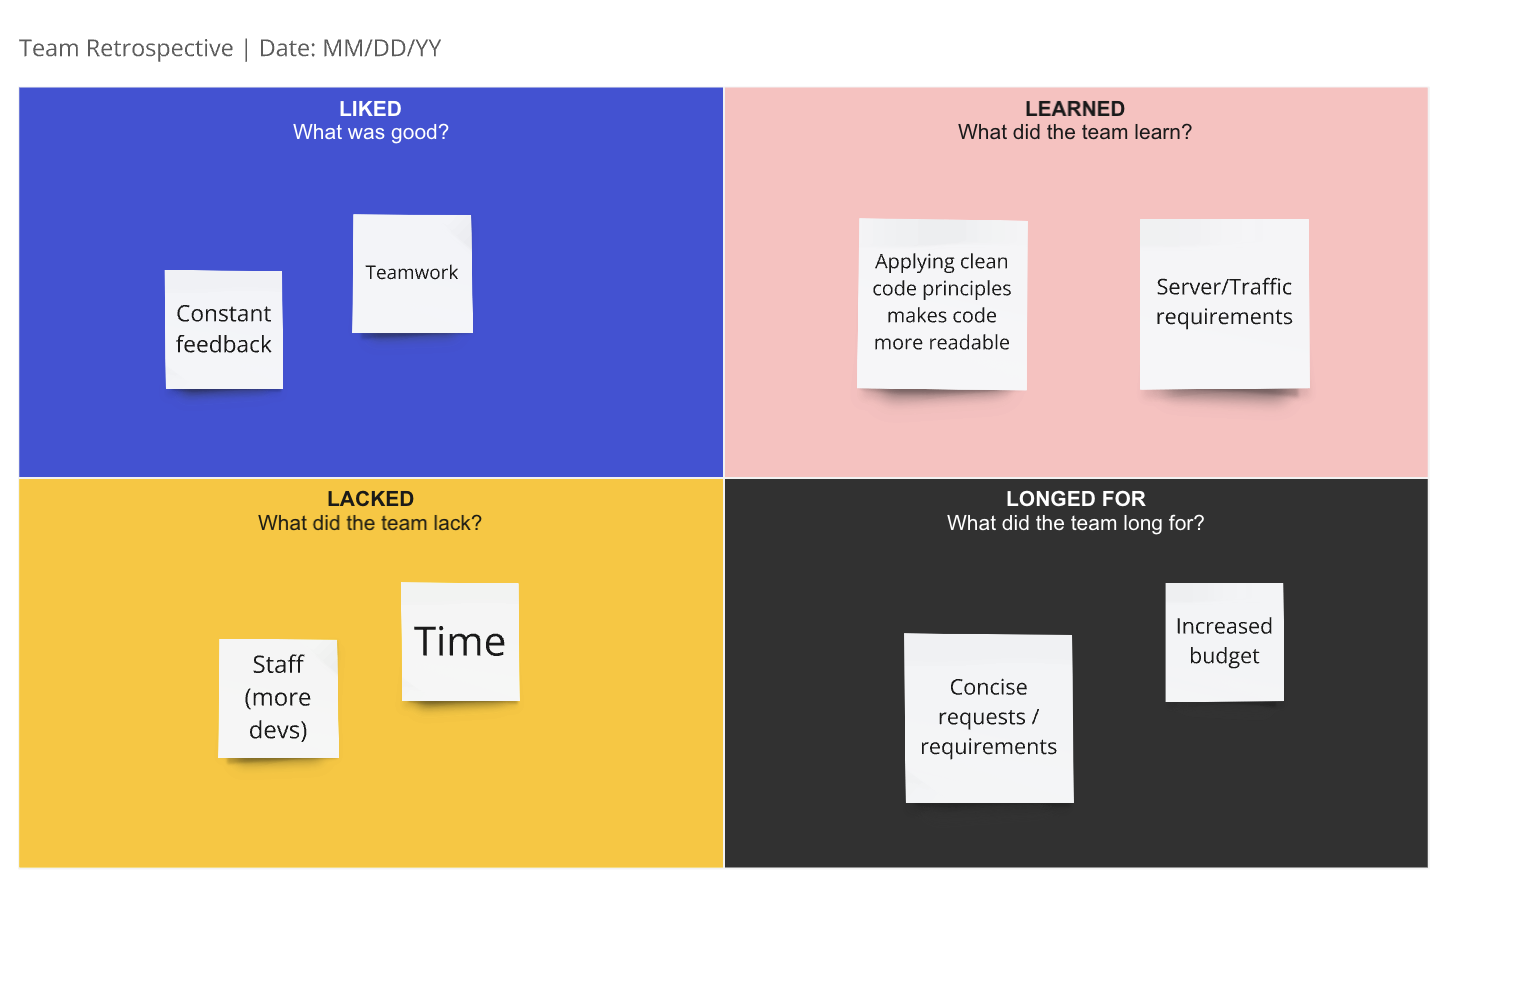 Team Retrospective | Date: MM/DD/YY
LIKED
What was good?
Teamwork
Constant
feedback
LEARNED
What did the team learn?
Applying clean
code principles
makes code
more readable
Server/Traffic
requirements
LACKED
What did the team lack?
Time
Staff
(more
devs)
LONGED FOR
What did the team long for?
Increased
budget
Concise
requests /
requirements